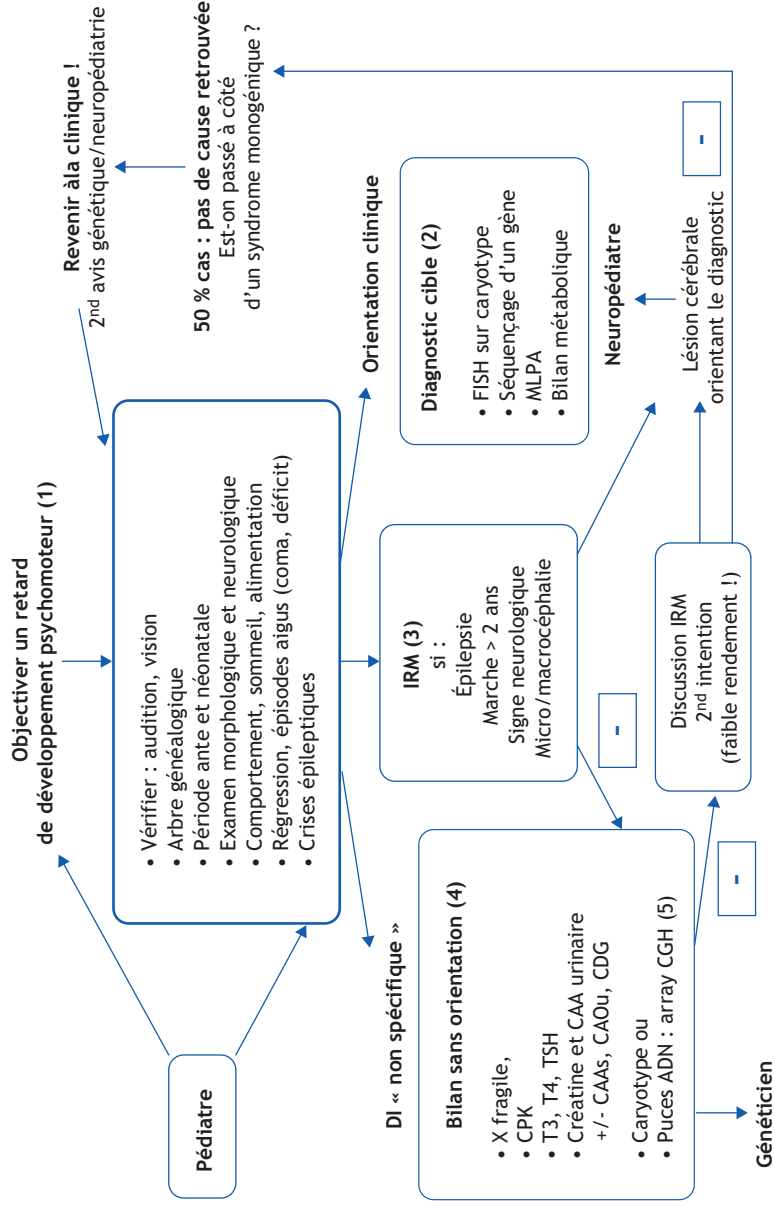 Pédiatre
Objectiver un retard
de développement psychomoteur (1)
• Vérifier : audition, vision
• Arbre généalogique
• Période ante et néonatale
• Examen morphologique et neurologique
• Comportement, sommeil, alimentation
• Régression, épisodes aigus (coma, déficit)
• Crises épileptiques
Revenir àla clinique !
2nd avis génétique/neuropédiatrie
50 % cas : pas de cause retrouvée
Est-on passé à côté
d’un syndrome monogénique ?
DI « non spécifique »
Bilan sans orientation (4)
• X fragile,
• CPK
• T3, T4, TSH
• Créatine et CAA urinaire
+/- CAAs, CAOu, CDG
• Caryotype ou
• Puces ADN : array CGH (5)
Généticien
IRM (3)
si :
Épilepsie
Marche > 2 ans
Signe neurologique
Micro/macrocéphalie
-
-
Discussion IRM
2nd intention
(faible rendement !)
Orientation clinique
Diagnostic cible (2)
• FISH sur caryotype
• Séquençage d’un gène
• MLPA
• Bilan métabolique
Neuropédiatre
Lésion cérébrale
orientant le diagnostic
-